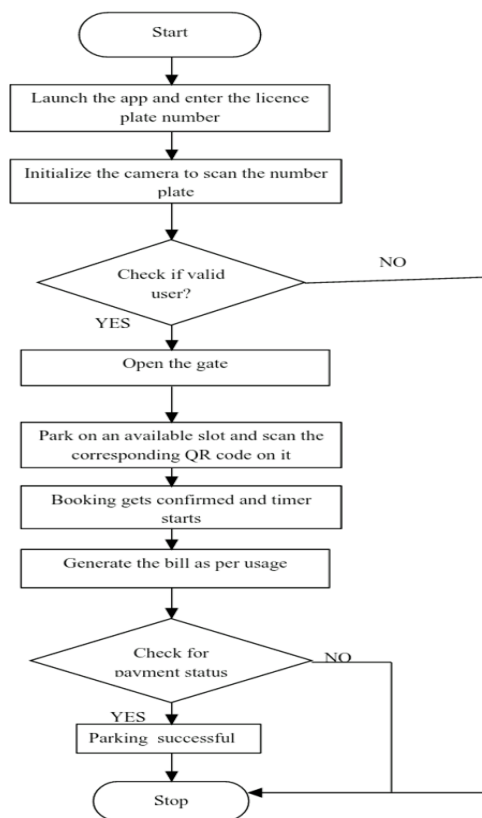 Start
Launch the app and enter the licence
plate number
Initialize the camera to scan the number
plate
NO
Check if valid
user?
YES
Open the gate
Park on an available slot and scan the
corresponding QR code on it
Booking gets confirmed and timer
starts
Generate the bill as per usage
Check for
payment status
NO
YES
Parking successful
Stop